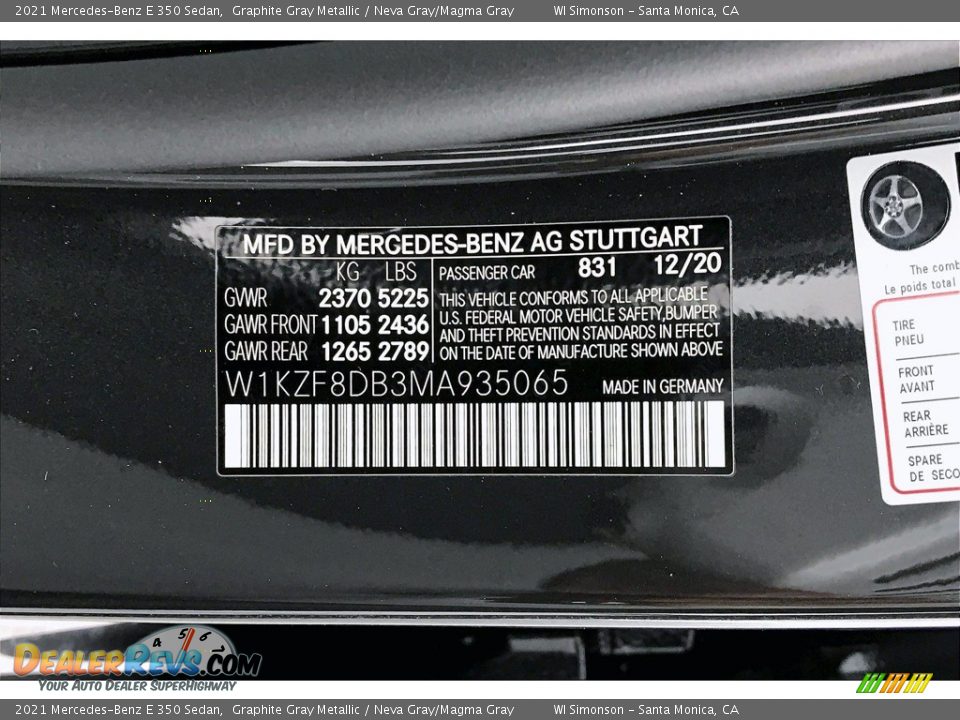 2021 Mercedes-Benz E 350 Sedan, Graphite Gray Metallic / Neva Gray/Magma Gray WI Simonson - Santa Monica, CA
MFD BY MERCEDES-BENZ AG STUTTGART
KG LBS
GVWR 2370 5225
GAWR FRONT 1105 2436
GAWR REAR 1265 2789
PASSENGER CAR 831 12/20
THIS VEHICLE CONFORMS TO ALL APPLICABLE
U.S. FEDERAL MOTOR VEHICLE SAFETY, BUMPER
AND THEFT PREVENTION STANDARDS IN EFFECT
ON THE DATE OF MANUFACTURE SHOWN ABOVE
W1KZF8DB3MA935065 MADE IN GERMANY
The comb
Le poids total
TIRE
PNEU
FRONT
AVANT
REAR
ARRIÈRE
SPARE
DE SECO
4 5 6
DealerRevs.com
Your Auto Dealer SuperHighway
2021 Mercedes-Benz E 350 Sedan, Graphite Gray Metallic / Neva Gray/Magma Gray WI Simonson - Santa Monica, CA